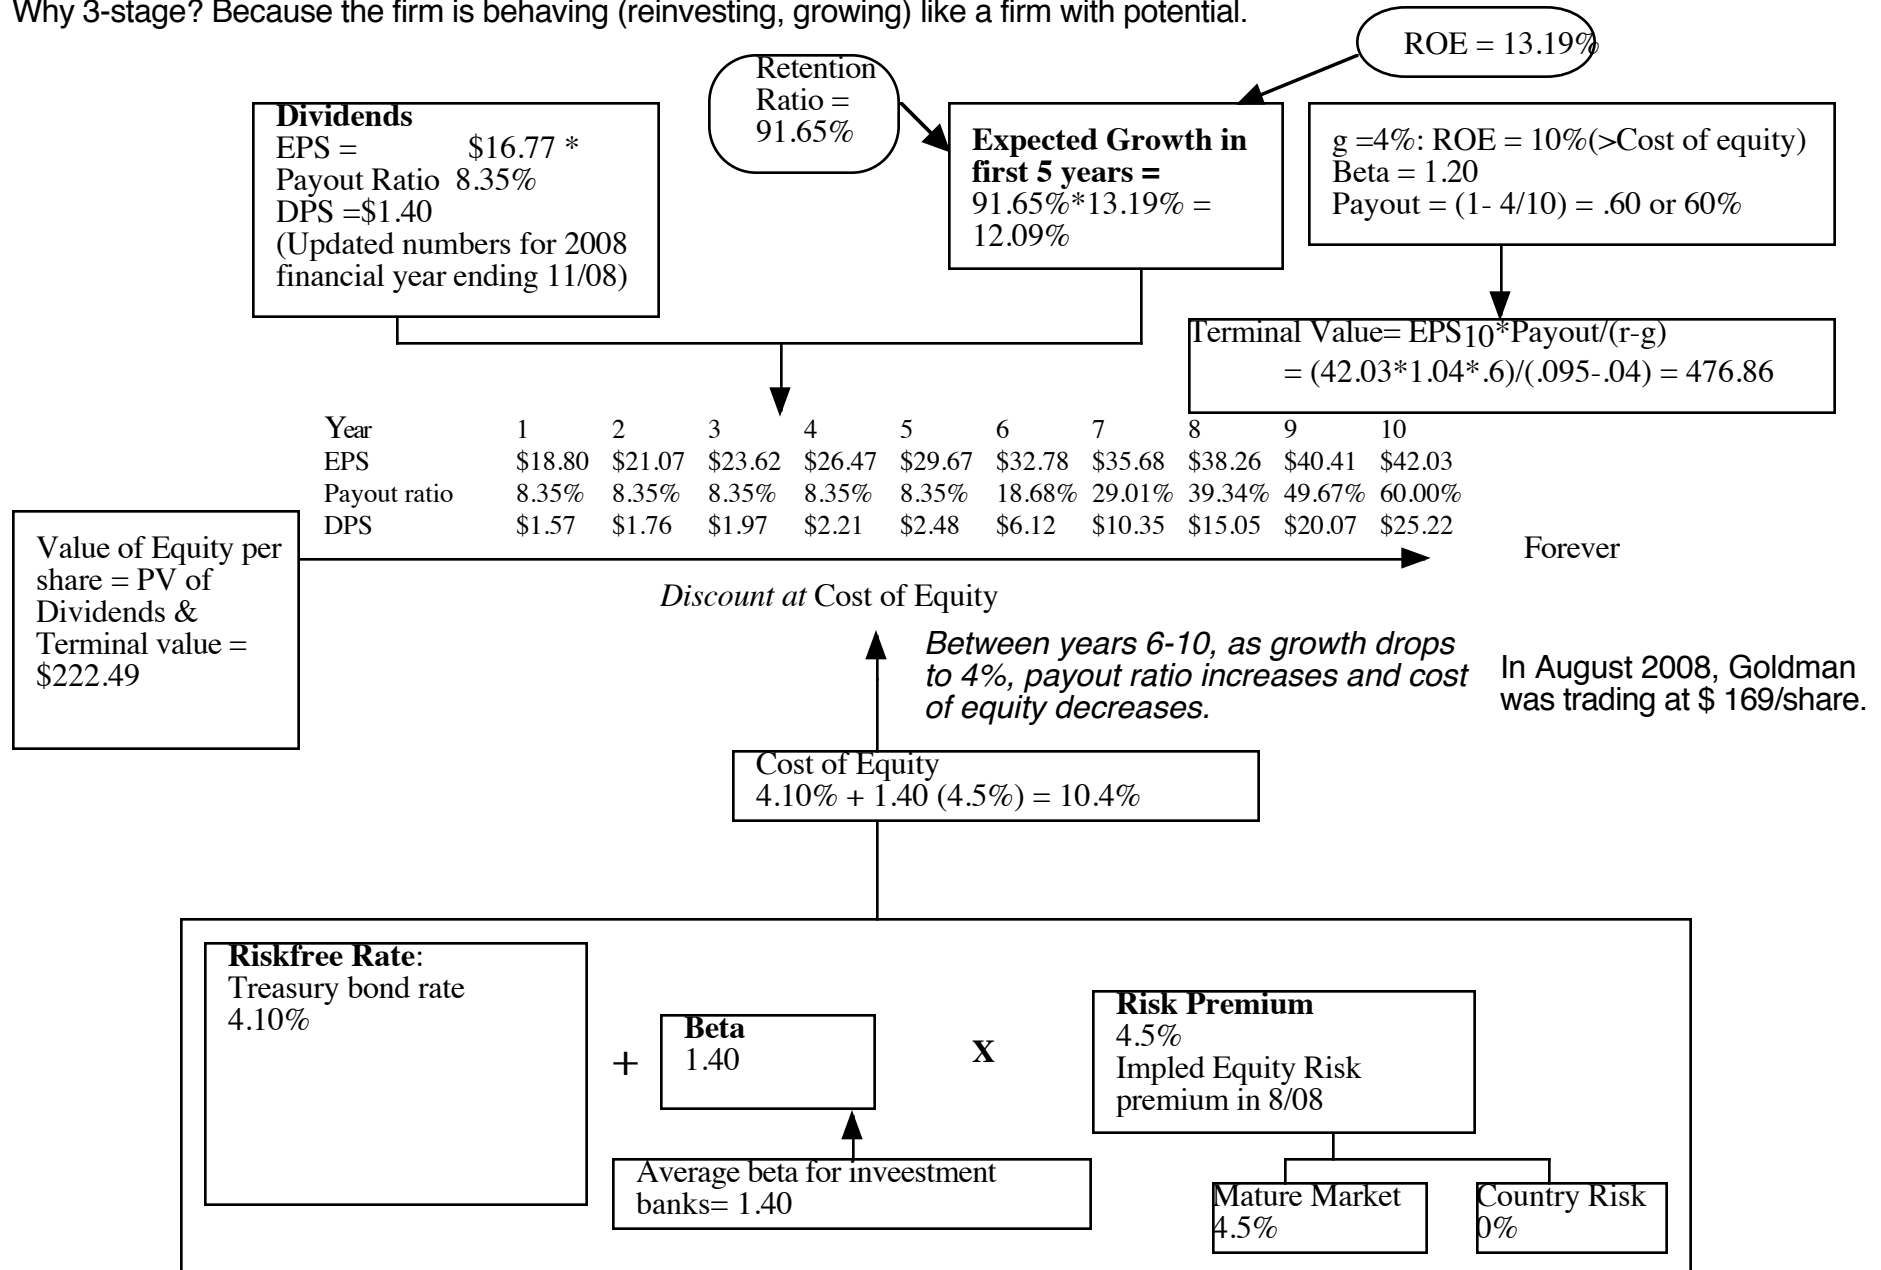 Why 3-stage? Because the firm is behaving (reinvesting, growing) like a firm with potential.
Dividends
EPS = $16.77 *
Payout Ratio 8.35%
DPS =$1.40
(Updated numbers for 2008
financial year ending 11/08)
Retention
Ratio =
91.65%
ROE = 13.19%
Expected Growth in
first 5 years =
91.65%*13.19% =
12.09%
g =4%: ROE = 10%(>Cost of equity)
Beta = 1.20
Payout = (1- 4/10) = .60 or 60%
Terminal Value= EPS10*Payout/(r-g)
= (42.03*1.04*.6)/(.095-.04) = 476.86
Year 1 2 3 4 5 6 7 8 9 10
EPS $18.80 $21.07 $23.62 $26.47 $29.67 $32.78 $35.68 $38.26 $40.41 $42.03
Payout ratio 8.35% 8.35% 8.35% 8.35% 8.35% 18.68% 29.01% 39.34% 49.67% 60.00%
DPS $1.57 $1.76 $1.97 $2.21 $2.48 $6.12 $10.35 $15.05 $20.07 $25.22
Value of Equity per
share = PV of
Dividends &
Terminal value =
$222.49
Forever
Discount at Cost of Equity
Between years 6-10, as growth drops
to 4%, payout ratio increases and cost
of equity decreases.
In August 2008, Goldman
was trading at $ 169/share.
Cost of Equity
4.10% + 1.40 (4.5%) = 10.4%
Riskfree Rate:
Treasury bond rate
4.10%
+
Beta
1.40
X
Risk Premium
4.5%
Impled Equity Risk
premium in 8/08
Average beta for inveestment
banks= 1.40
Mature Market
4.5%
Country Risk
0%